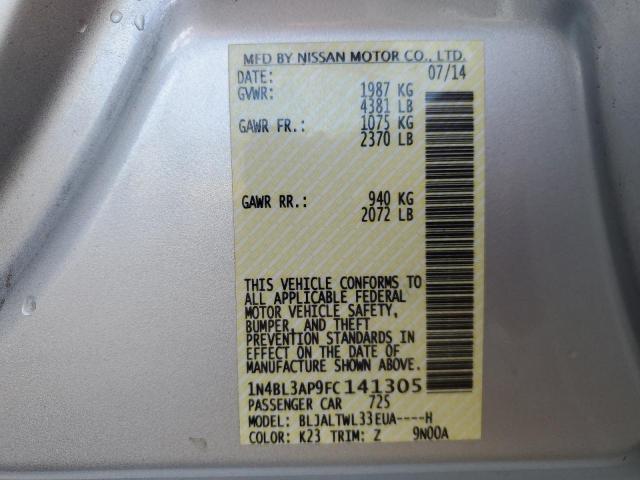 MFD BY NISSAN MOTOR CO., LTD.
DATE: 07/14
GVWR: 1987 KG
4381 LB
GAWR FR.: 1075 KG
2370 LB
GAWR RR.: 940 KG
2072 LB
THIS VEHICLE CONFORMS TO
ALL APPLICABLE FEDERAL
MOTOR VEHICLE SAFETY,
BUMPER, AND THEFT
PREVENTION STANDARDS IN
EFFECT ON THE DATE OF
MANUFACTURE SHOWN ABOVE.
1N4BL3AP9FC141305
PASSENGER CAR 725
MODEL: BLJALTWL33EUA----H
COLOR: K23 TRIM: Z 9N00A